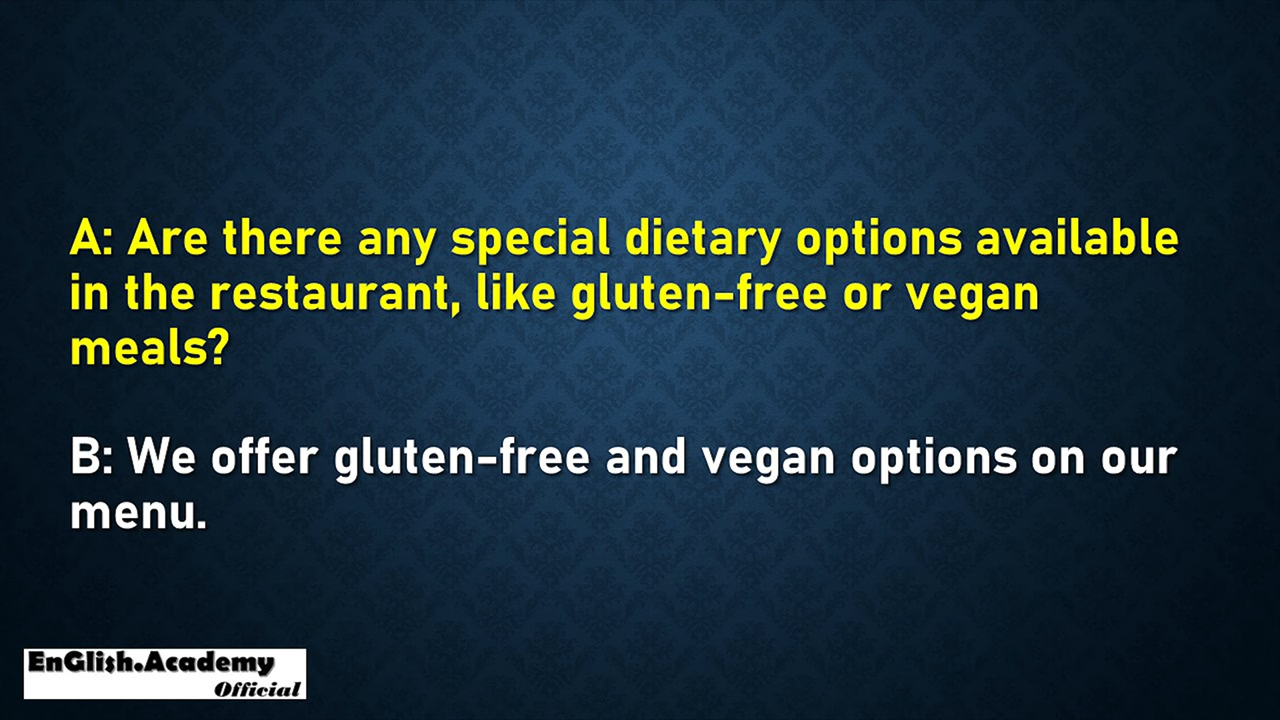 A: Are there any special dietary options available
in the restaurant, like gluten-free or vegan
meals?
B: We offer gluten-free and vegan options on our
menu.
EnGlish.Academy
Official